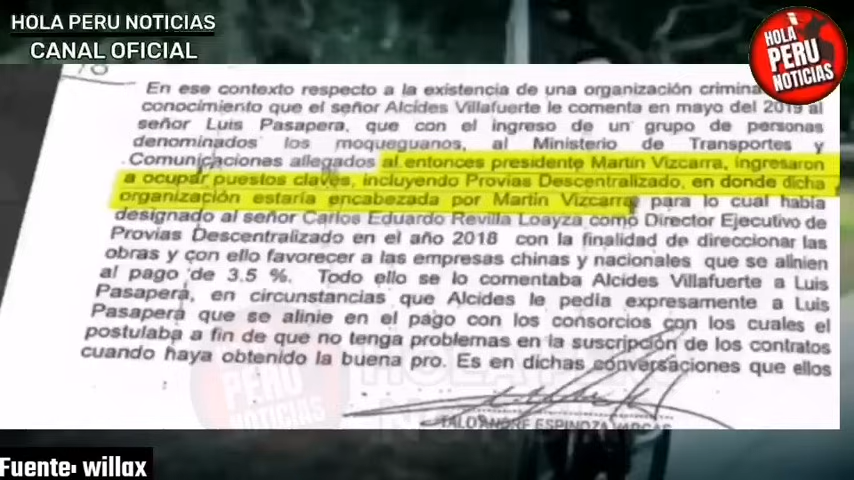 HOLA PERU NOTICIAS
CANAL OFICIAL
HOLA
PERU
NOTICIAS
En ese contexto respecto a la existencia de una organización crimina
conocimiento que el señor Alcides Villafuerte le comenta en mayo del 2019 al
señor Luis Pasapera, que con el ingreso de un grupo de personas
denominados los moqueguanos, al Ministerio de Transportes y
Comunicaciones allegados al entonces presidente Martín Vizcarra, ingresaron
a ocupar puestos claves, incluyendo Provias Descentralizado, en donde dicha
organización estaría encabezada por Martín Vizcarra para lo cual había
designado al señor Carlos Eduardo Revilla Loayza como Director Ejecutivo de
Provias Descentralizado en el año 2018 con la finalidad de direccionar las
obras y con ello favorecer a las empresas chinas y nacionales que se alinien
al pago de 3.5 %. Todo ello se lo comentaba Alcides Villafuerte a Luis
Pasapera, en circunstancias que Alcides le pedía expresamente a Luis
Pasapera que se alinie en el pago con los consorcios con los cuales el
postulaba a fin de que no tenga problemas en la suscripción de los contratos
cuando haya obtenido la buena pro. Es en dichas conversaciones que ellos
HOLA PERU
NOTICIAS
ESPINOZA VARGAS
Fuente: willax